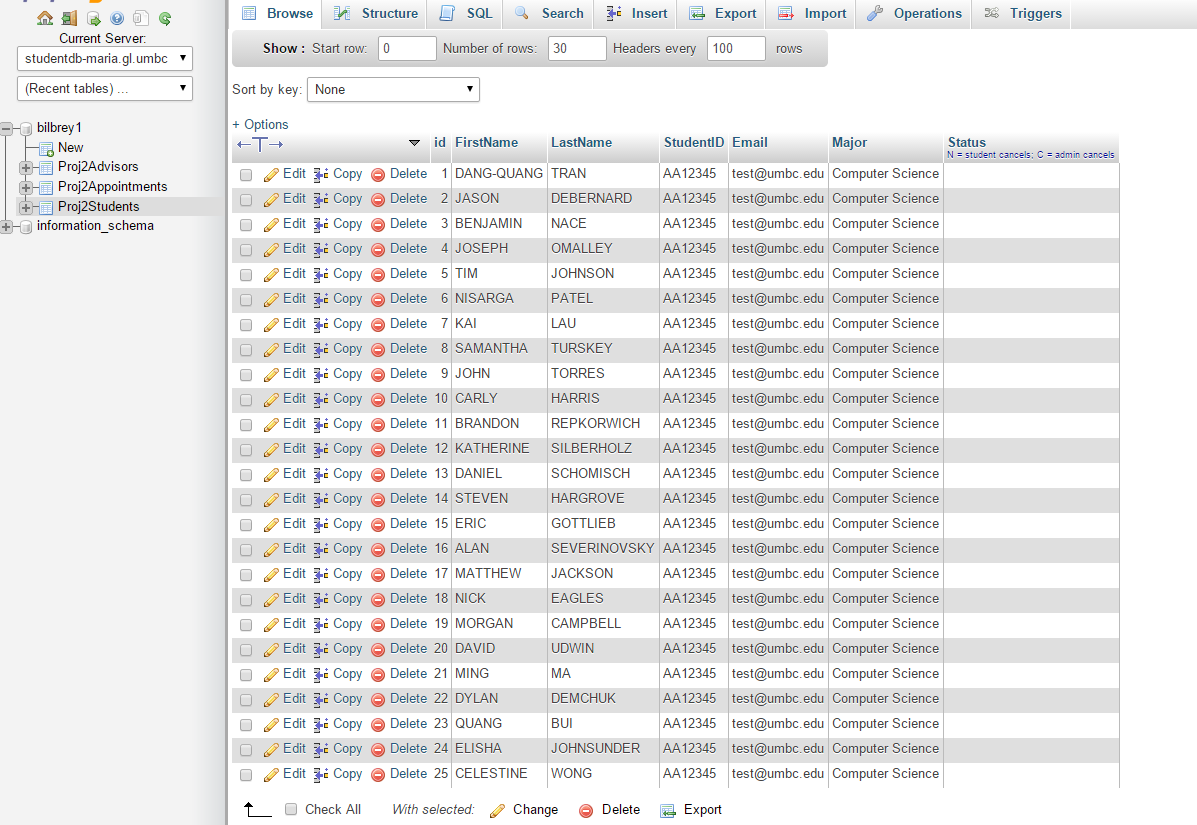 Browse Structure SQL Search Insert Export Import Operations Triggers
Current Server:
studentdb-maria.gl.umbc
(Recent tables) ...
bilbrey1
New
Proj2Advisors
Proj2Appointments
Proj2Students
information_schema
Show : Start row: 0 Number of rows: 30 Headers every 100 rows
Sort by key: None
+ Options
id FirstName LastName StudentID Email Major Status
N = student cancels; C = admin cancels
Edit Copy Delete 1 DANG-QUANG TRAN AA12345 test@umbc.edu Computer Science
Edit Copy Delete 2 JASON DEBERNARD AA12345 test@umbc.edu Computer Science
Edit Copy Delete 3 BENJAMIN NACE AA12345 test@umbc.edu Computer Science
Edit Copy Delete 4 JOSEPH OMALLEY AA12345 test@umbc.edu Computer Science
Edit Copy Delete 5 TIM JOHNSON AA12345 test@umbc.edu Computer Science
Edit Copy Delete 6 NISARGA PATEL AA12345 test@umbc.edu Computer Science
Edit Copy Delete 7 KAI LAU AA12345 test@umbc.edu Computer Science
Edit Copy Delete 8 SAMANTHA TURSKEY AA12345 test@umbc.edu Computer Science
Edit Copy Delete 9 JOHN TORRES AA12345 test@umbc.edu Computer Science
Edit Copy Delete 10 CARLY HARRIS AA12345 test@umbc.edu Computer Science
Edit Copy Delete 11 BRANDON REPKORWICH AA12345 test@umbc.edu Computer Science
Edit Copy Delete 12 KATHERINE SILBERHOLZ AA12345 test@umbc.edu Computer Science
Edit Copy Delete 13 DANIEL SCHOMISCH AA12345 test@umbc.edu Computer Science
Edit Copy Delete 14 STEVEN HARGROVE AA12345 test@umbc.edu Computer Science
Edit Copy Delete 15 ERIC GOTTLIEB AA12345 test@umbc.edu Computer Science
Edit Copy Delete 16 ALAN SEVERINOVSKY AA12345 test@umbc.edu Computer Science
Edit Copy Delete 17 MATTHEW JACKSON AA12345 test@umbc.edu Computer Science
Edit Copy Delete 18 NICK EAGLES AA12345 test@umbc.edu Computer Science
Edit Copy Delete 19 MORGAN CAMPBELL AA12345 test@umbc.edu Computer Science
Edit Copy Delete 20 DAVID UDWIN AA12345 test@umbc.edu Computer Science
Edit Copy Delete 21 MING MA AA12345 test@umbc.edu Computer Science
Edit Copy Delete 22 DYLAN DEMCHUK AA12345 test@umbc.edu Computer Science
Edit Copy Delete 23 QUANG BUI AA12345 test@umbc.edu Computer Science
Edit Copy Delete 24 ELISHA JOHNSUNDER AA12345 test@umbc.edu Computer Science
Edit Copy Delete 25 CELESTINE WONG AA12345 test@umbc.edu Computer Science
Check All With selected: Change Delete Export